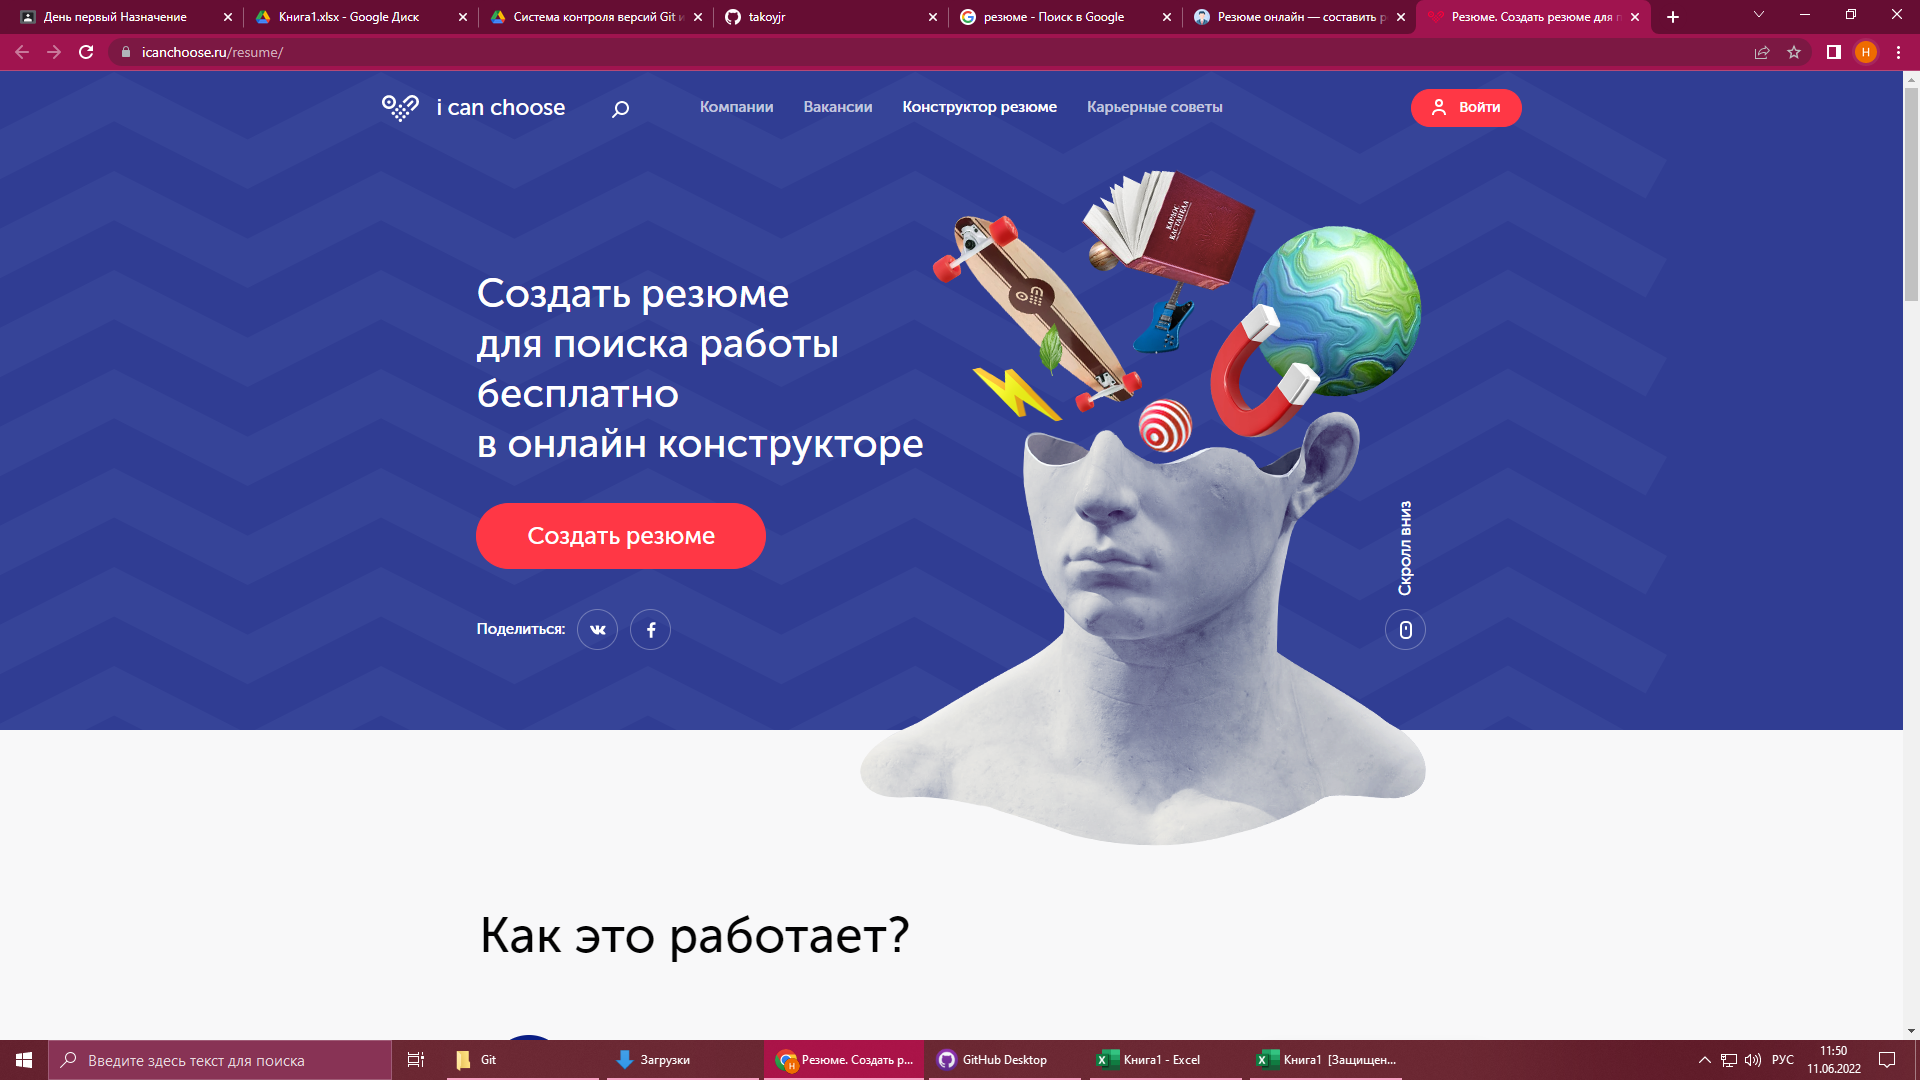 День первый Назначение
Книга1.xlsx - Google Диск
Система контроля версий Git и
takoyjr
резюме - Поиск в Google
Резюме онлайн — составить р
Резюме. Создать резюме для п
icanchoose.ru/resume/
Н
i can choose
Компании
Вакансии
Конструктор резюме
Карьерные советы
Войти
КАРЛОС
КАСТАНЕДА
Создать резюме
для поиска работы
бесплатно
в онлайн конструкторе
Создать резюме
Скролл вниз
Поделиться:
Как это работает?
Введите здесь текст для поиска
Git
Загрузки
Резюме. Создать р...
GitHub Desktop
Книга1 - Excel
Книга1 [Защищен...
РУС
11:50
11.06.2022